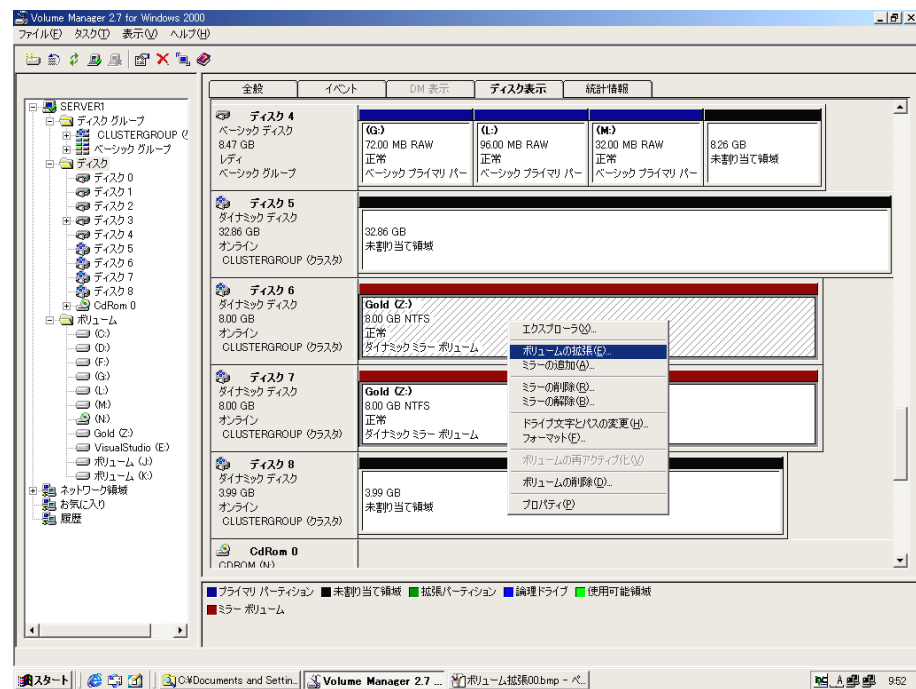 Volume Manager 2.7 for Windows 2000
ファイル(F) タスク(T) 表示(V) ヘルプ(H)
SERVER1
ディスク グループ
CLUSTERGROUP (ク
ベーシック グループ
ディスク
ディスク 0
ディスク 1
ディスク 2
ディスク 3
ディスク 4
ディスク 5
ディスク 6
ディスク 7
ディスク 8
CdRom 0
ボリューム
(C:)
(D:)
(F:)
(G:)
(L:)
(M:)
(N:)
Gold (Z:)
VisualStudio (E:)
ボリューム (J:)
ボリューム (K:)
ネットワーク領域
お気に入り
履歴
全般 イベント DM 表示 ディスク表示 統計情報
ディスク 4
ベーシック ディスク
8.47 GB
レディ
ベーシック グループ
(G:)
72.00 MB RAW
正常
ベーシック プライマリ パー
(L:)
96.00 MB RAW
正常
ベーシック プライマリ パー
(M:)
32.00 MB RAW
正常
ベーシック プライマリ パー
8.26 GB
未割り当て領域
ディスク 5
ダイナミック ディスク
32.86 GB
オンライン
CLUSTERGROUP (クラスタ)
32.86 GB
未割り当て領域
ディスク 6
ダイナミック ディスク
8.00 GB
オンライン
CLUSTERGROUP (クラスタ)
Gold (Z:)
8.00 GB NTFS
正常
ダイナミック ミラー ボリューム
ディスク 7
ダイナミック ディスク
8.00 GB
オンライン
CLUSTERGROUP (クラスタ)
Gold (Z:)
8.00 GB NTFS
正常
ダイナミック ミラー ボリューム
ディスク 8
ダイナミック ディスク
3.99 GB
オンライン
CLUSTERGROUP (クラスタ)
3.99 GB
未割り当て領域
CdRom 0
CDROM (N:)
エクスプローラ(X)...
ボリュームの拡張(E)...
ミラーの追加(A)...
ミラーの削除(R)...
ミラーの解除(B)...
ドライブ文字とパスの変更(H)...
フォーマット(F)...
ボリュームの再アクティブ化(V)
ボリュームの削除(D)...
プロパティ(P)
プライマリ パーティション 未割り当て領域 拡張パーティション 論理ドライブ 使用可能領域
ミラー ボリューム
スタート C:¥Documents and Settin... Volume Manager 2.7 ... ボリューム拡張00.bmp - ペ... A 9:52